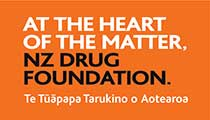 AT THE HEART
OF THE MATTER,
NZ DRUG
FOUNDATION.
Te Tūāpapa Tarukino o Aotearoa